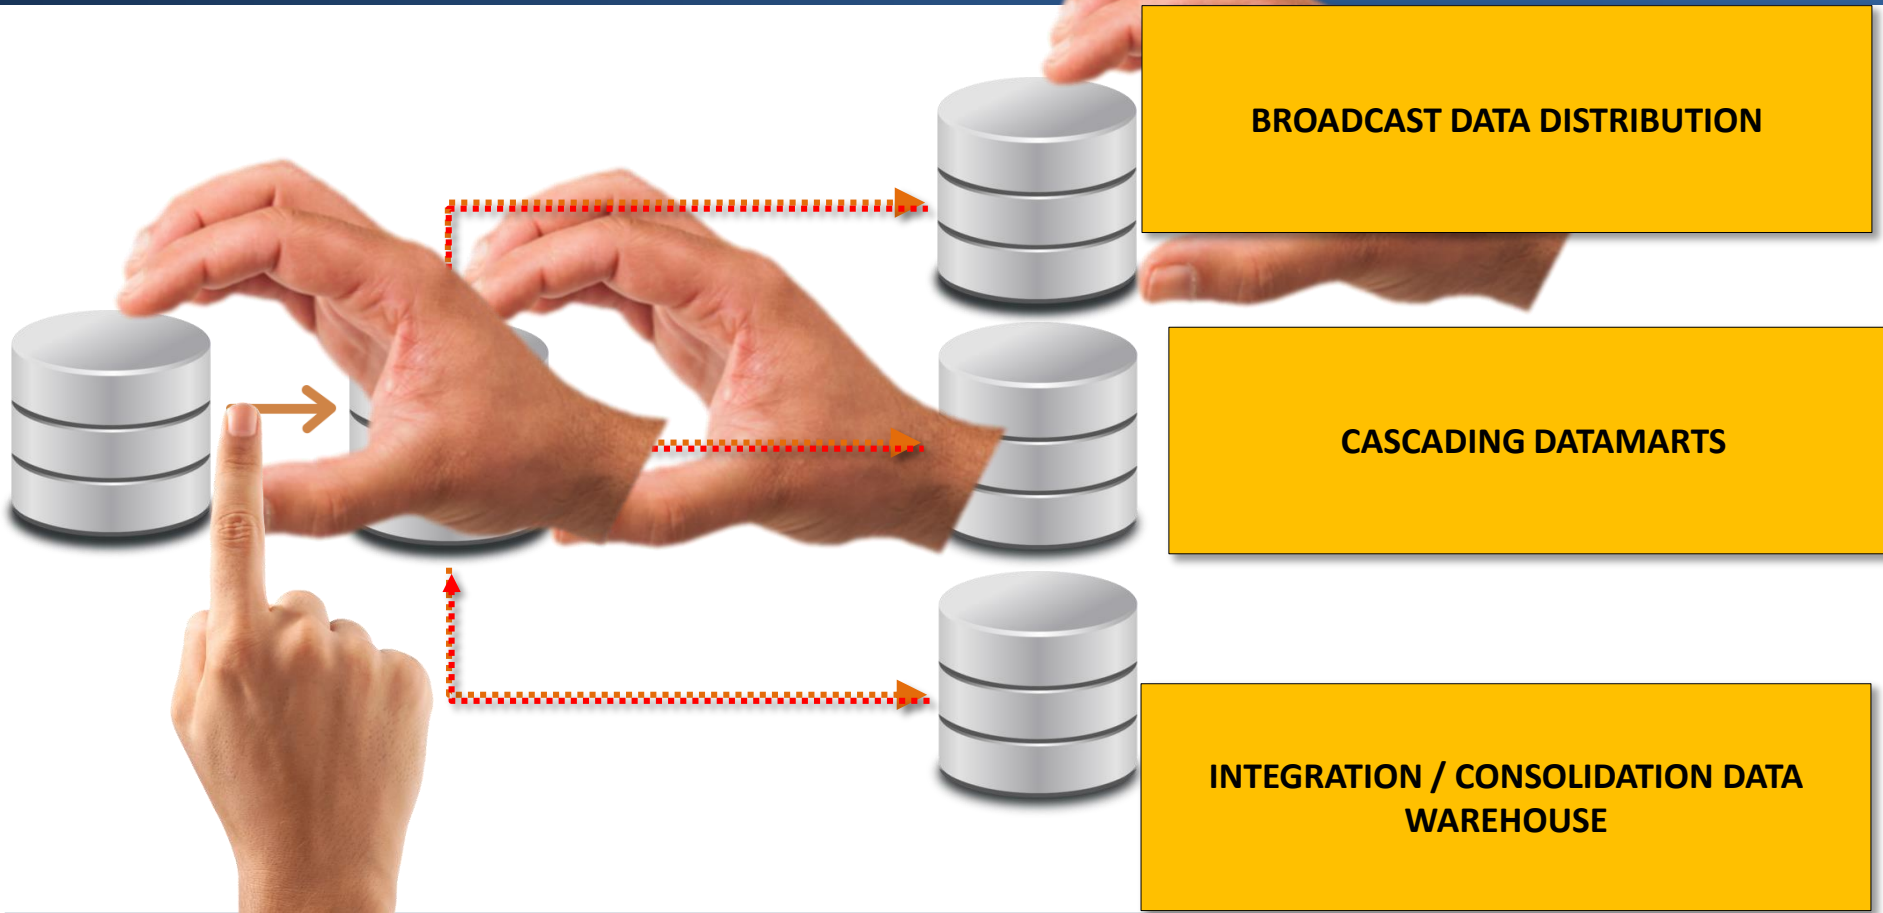 BROADCAST DATA DISTRIBUTION
CASCADING DATAMARTS
INTEGRATION / CONSOLIDATION DATA
WAREHOUSE